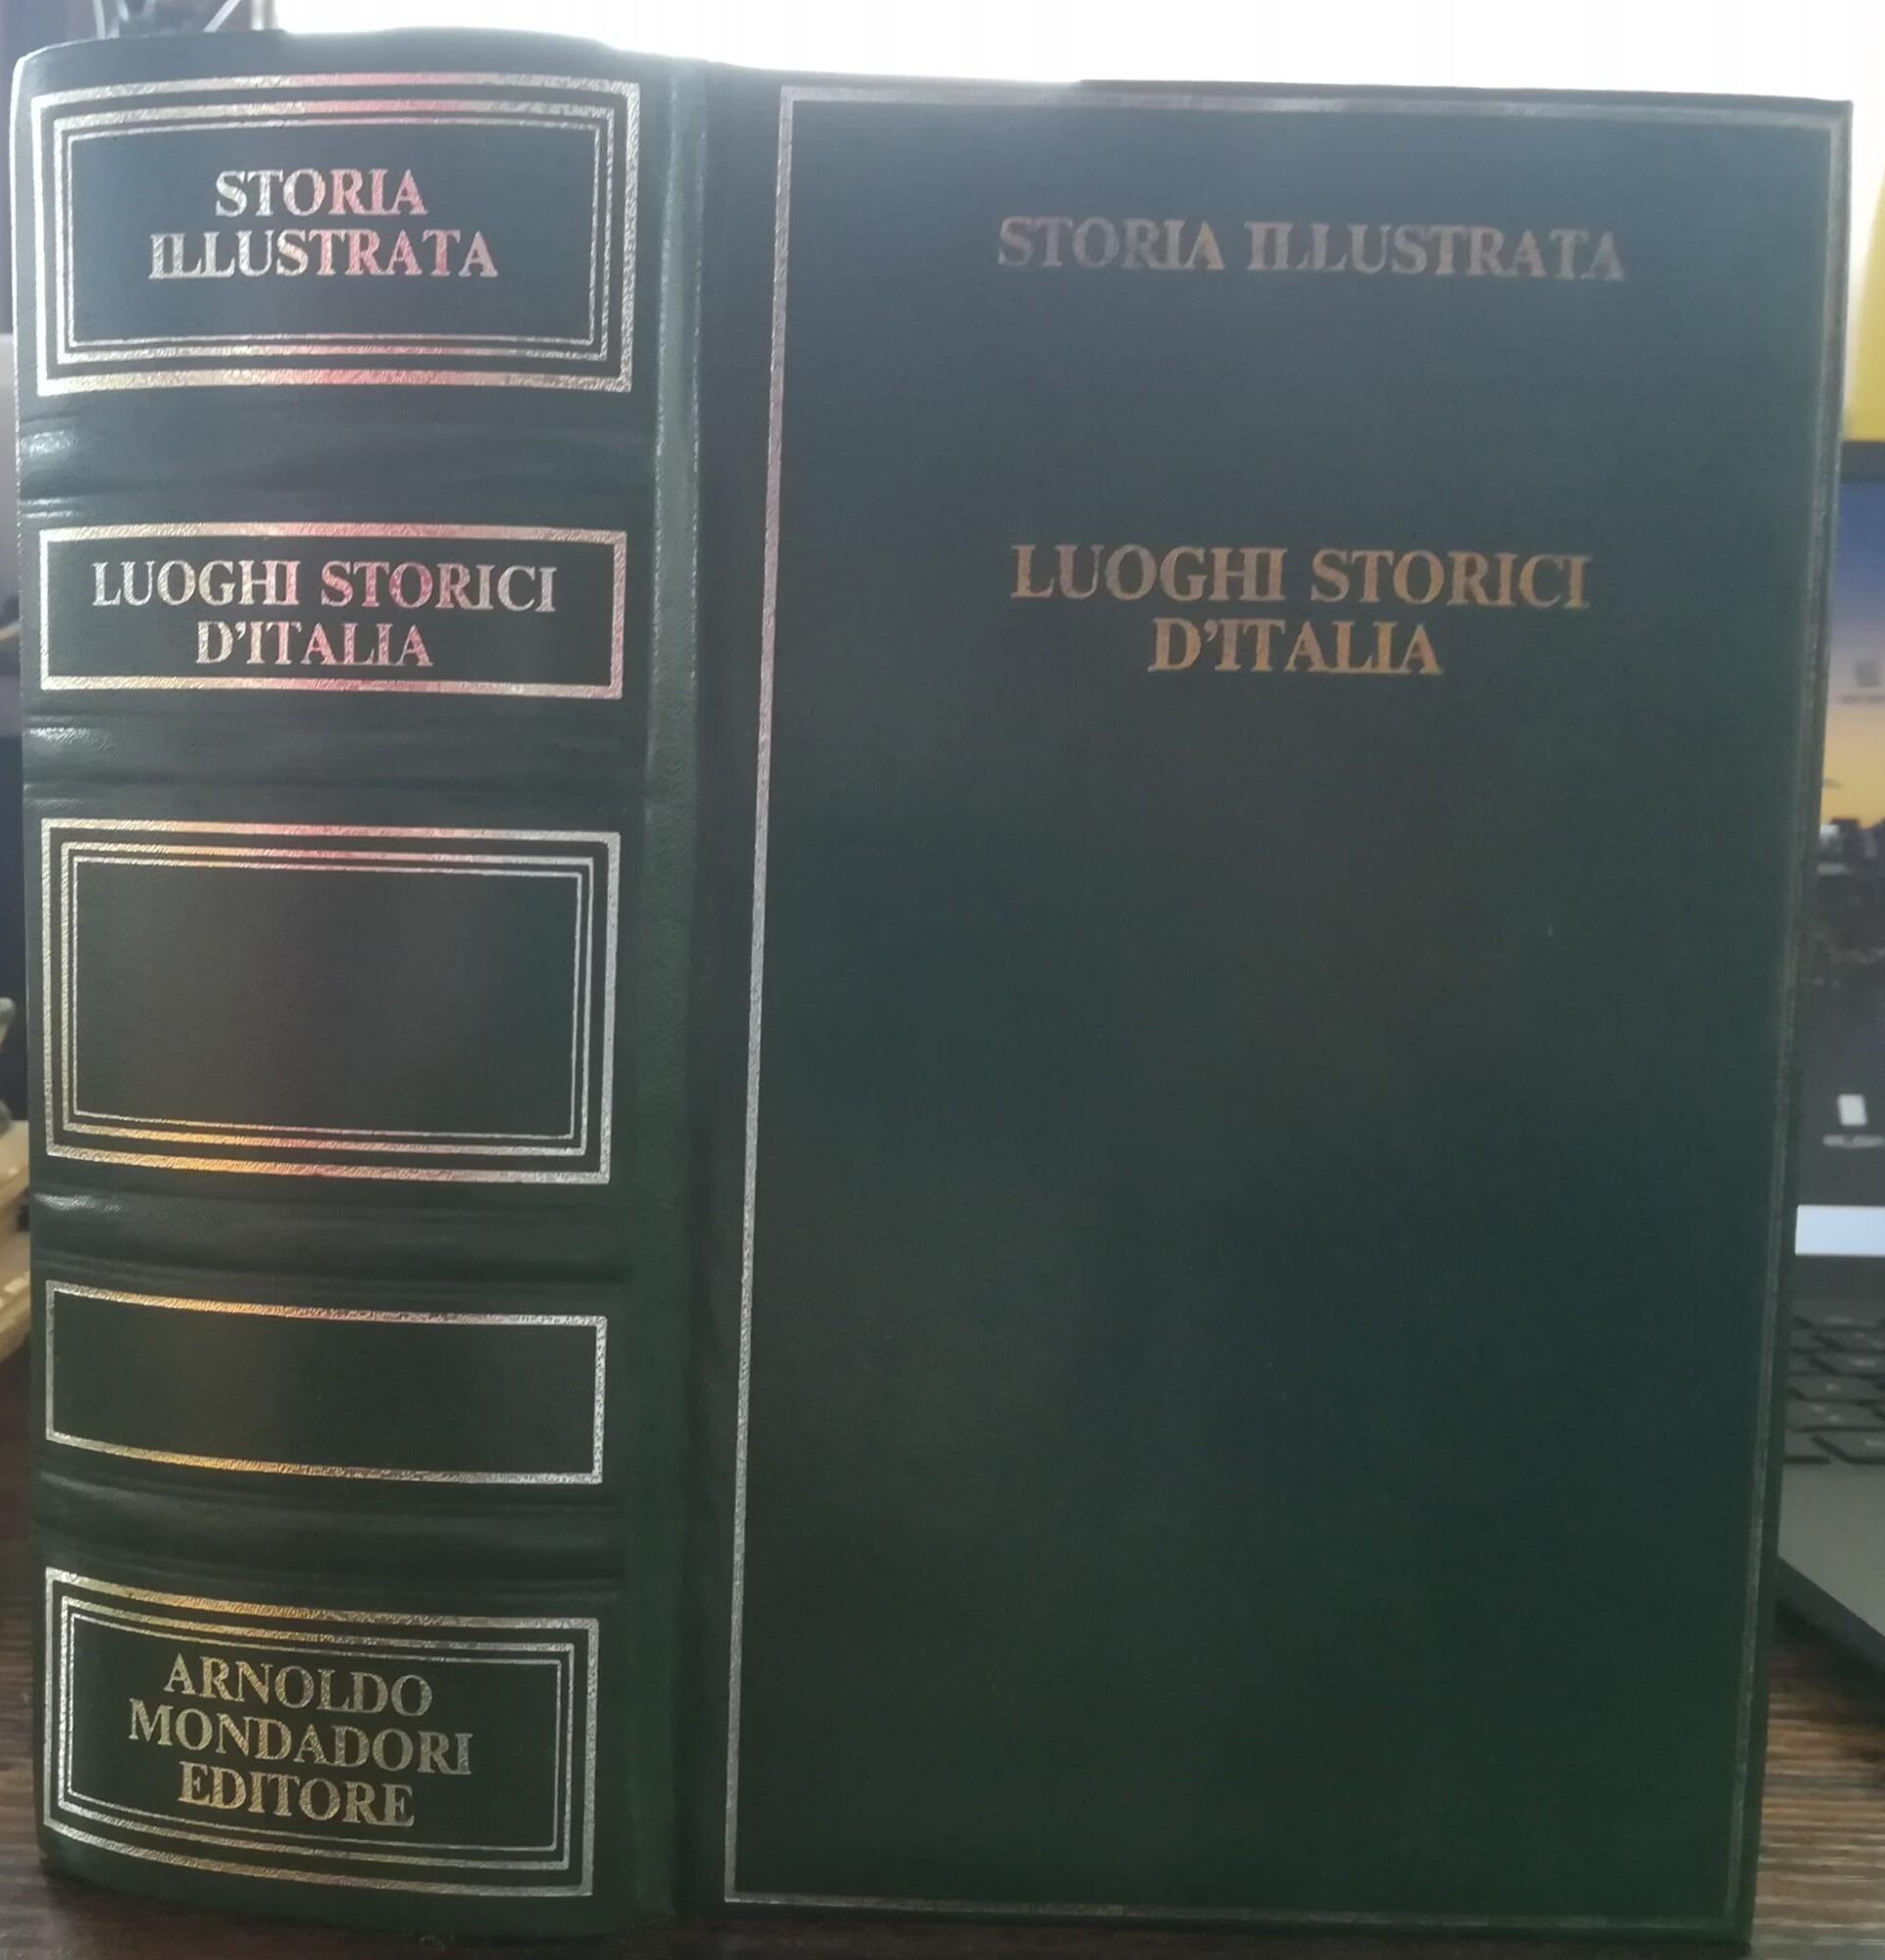 STORIA
ILLUSTRATA
LUOGHI STORICI
D'ITALIA
ARNOLDO
MONDADORI
EDITORE
STORIA ILLUSTRATA
LUOGHI STORICI
D'ITALIA